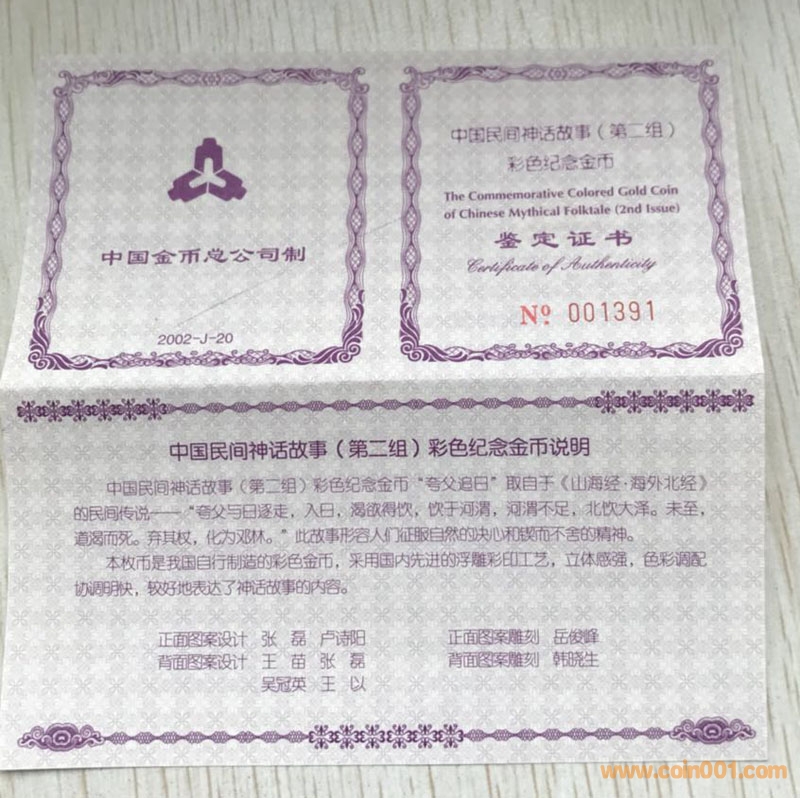 中国金币总公司制
2002-J-20
中国民间神话故事（第二组）
彩色纪念金币
The Commemorative Colored Gold Coin
of Chinese Mythical Folktale (2nd Issue)
鉴定证书
Certificate of Authenticity
Nº 001391
中国民间神话故事（第二组）彩色纪念金币说明
中国民间神话故事（第二组）彩色纪念金币“夸父追日”取自于《山海经·海外北经》
的民间传说——“夸父与日逐走，入日，渴欲得饮，饮于河渭，河渭不足，北饮大泽。未至，
道渴而死。弃其杖，化为邓林。”此故事形容人们征服自然的决心和锲而不舍的精神。
本枚币是我国自行制造的彩色金币，采用国内先进的浮雕彩印工艺，立体感强，色彩调配
协调明快，较好地表达了神话故事的内容。
正面图案设计 张磊 卢诗阳 正面图案雕刻 岳俊峰
背面图案设计 王苗 张磊 背面图案雕刻 韩晓生
吴冠英 王以
www.coin001.com